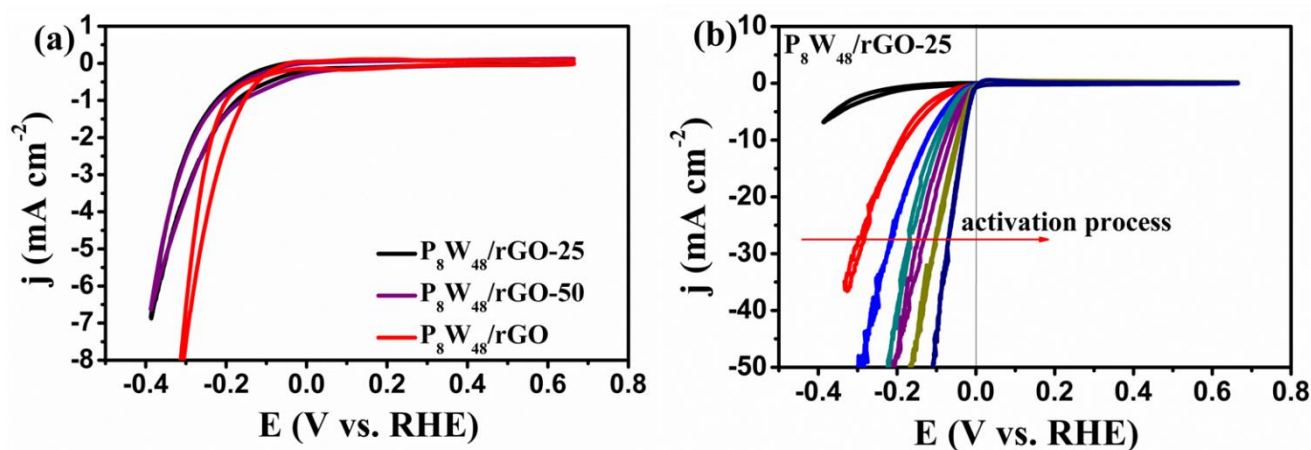 (a)
1
0
-1
-2
-3
-4
-5
-6
-7
-8
j (mA cm⁻²)
P₈W₄₈/rGO-25
P₈W₄₈/rGO-50
P₈W₄₈/rGO
-0.4 -0.2 0.0 0.2 0.4 0.6 0.8
E (V vs. RHE)
(b)
P₈W₄₈/rGO-25
10
0
-10
-20
-30
-40
-50
j (mA cm⁻²)
activation process
-0.4 -0.2 0.0 0.2 0.4 0.6 0.8
E (V vs. RHE)